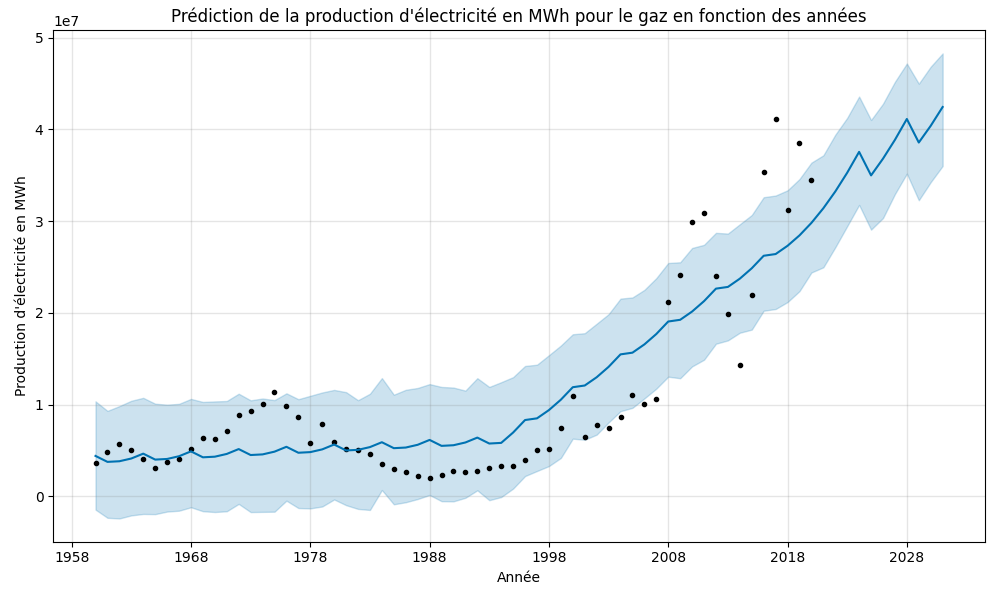 Prédiction de la production d'électricité en MWh pour le gaz en fonction des années
1e7
5
4
3
2
1
0
Production d'électricité en MWh
1958 1968 1978 1988 1998 2008 2018 2028
Année